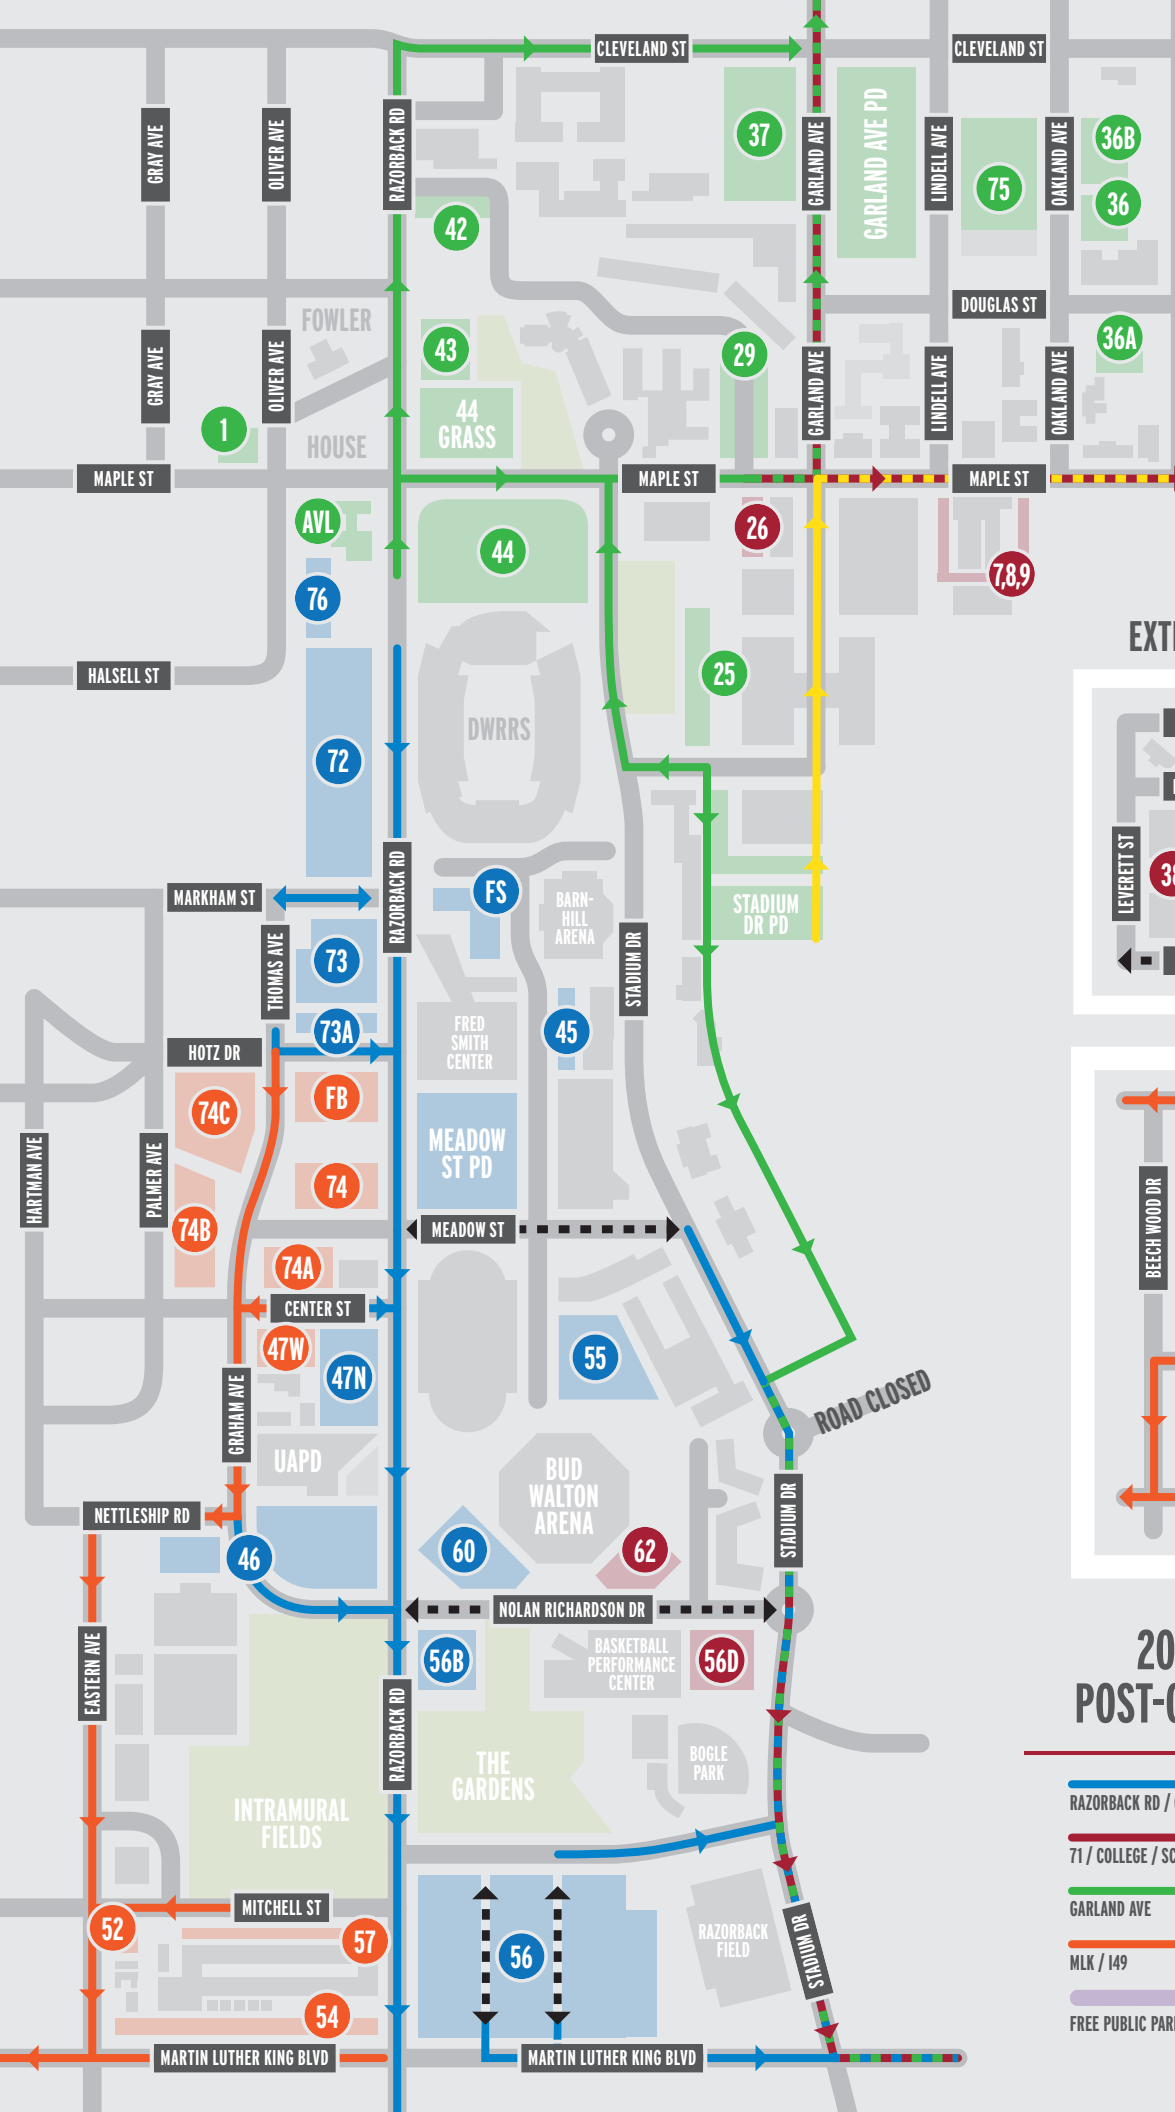 CLEVELAND ST
CLEVELAND ST
GRAY AVE
OLIVER AVE
RAZORBACK RD
37
GARLAND AVE
GARLAND AVE PD
LINDELL AVE
75
OAKLAND AVE
36B
36
42
DOUGLAS ST
FOWLER
HOUSE
GRAY AVE
OLIVER AVE
43
29
GARLAND AVE
LINDELL AVE
OAKLAND AVE
36A
1
44
GRASS
MAPLE ST
MAPLE ST
MAPLE ST
AVL
44
26
7,8,9
76
HALSELL ST
25
DWRRS
72
MARKHAM ST
RAZORBACK RD
FS
BARN-
HILL
ARENA
STADIUM
DR PD
THOMAS AVE
73
STADIUM DR
73A
FRED
SMITH
CENTER
45
HOTZ DR
74C
FB
HARTMAN AVE
PALMER AVE
MEADOW
ST PD
74
74B
MEADOW ST
74A
CENTER ST
47W
47N
55
GRAHAM AVE
ROAD CLOSED
UAPD
BUD
WALTON
ARENA
NETTLESHIP RD
STADIUM DR
46
60
62
NOLAN RICHARDSON DR
EASTERN AVE
56B
BASKETBALL
PERFORMANCE
CENTER
56D
RAZORBACK RD
THE
GARDENS
BOGLE
PARK
INTRAMURAL
FIELDS
MITCHELL ST
52
57
56
RAZORBACK
FIELD
STADIUM DR
54
MARTIN LUTHER KING BLVD
MARTIN LUTHER KING BLVD
LEVERETT ST
BEECH WOOD DR
20
POST-
RAZORBACK RD /
71 / COLLEGE /
GARLAND AVE
MLK / I49
FREE PUBLIC